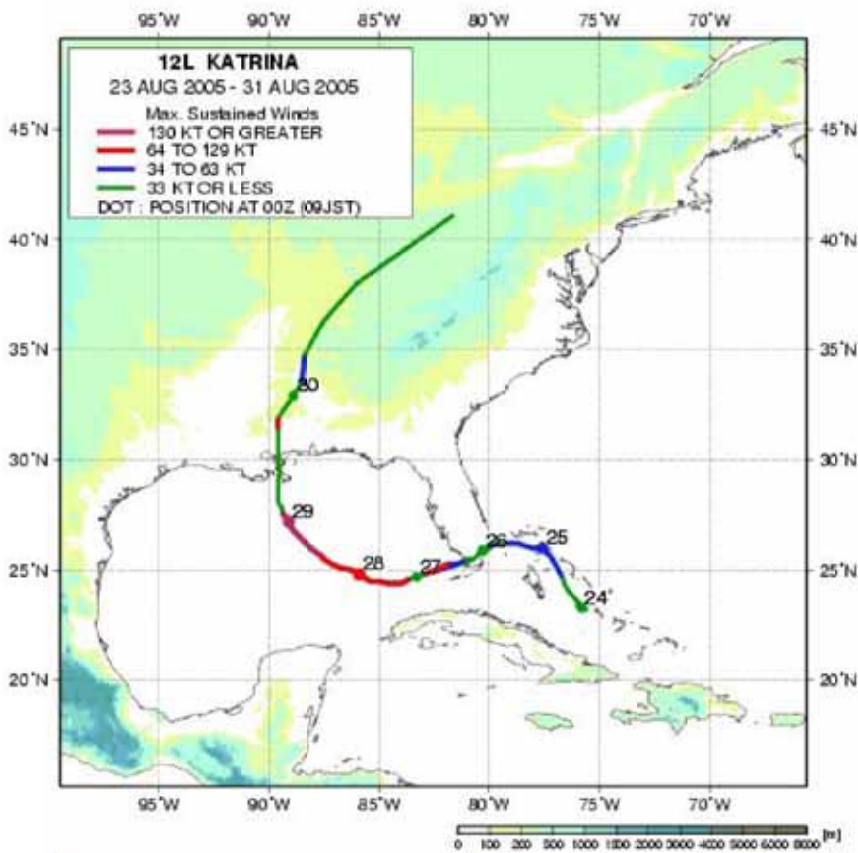 95°W 90°W 85°W 80°W 75°W 70°W
12L KATRINA
23 AUG 2005 - 31 AUG 2005
Max. Sustained Winds
130 KT OR GREATER
64 TO 129 KT
34 TO 63 KT
33 KT OR LESS
DOT : POSITION AT 00Z (09JST)
45°N 45°N
40°N 40°N
35°N 35°N
30
30°N 30°N
29
28
27
26
25
25°N 25°N
24
20°N 20°N
95°W 90°W 85°W 80°W 75°W 70°W
0 100 200 500 1000 1500 2000 3000 4000 5000 6000 8000 [m]